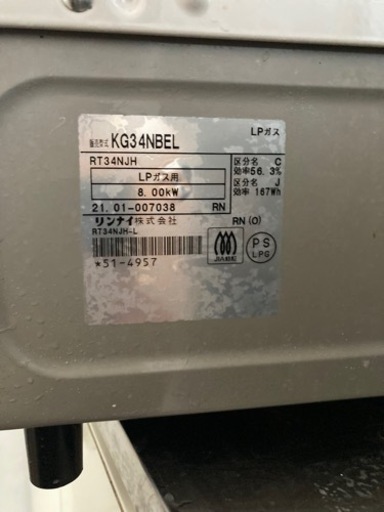 販売型式 KG34NBEL LPガス
RT34NJH
LPガス用
8.00kW
区分名 C
効率56.3%
区分名 J
効率 167Wh
21.01-007038 RN
リンナイ株式会社 RN (O)
RT34NJH-L
*51-4957
JIA認証
PS
LPG